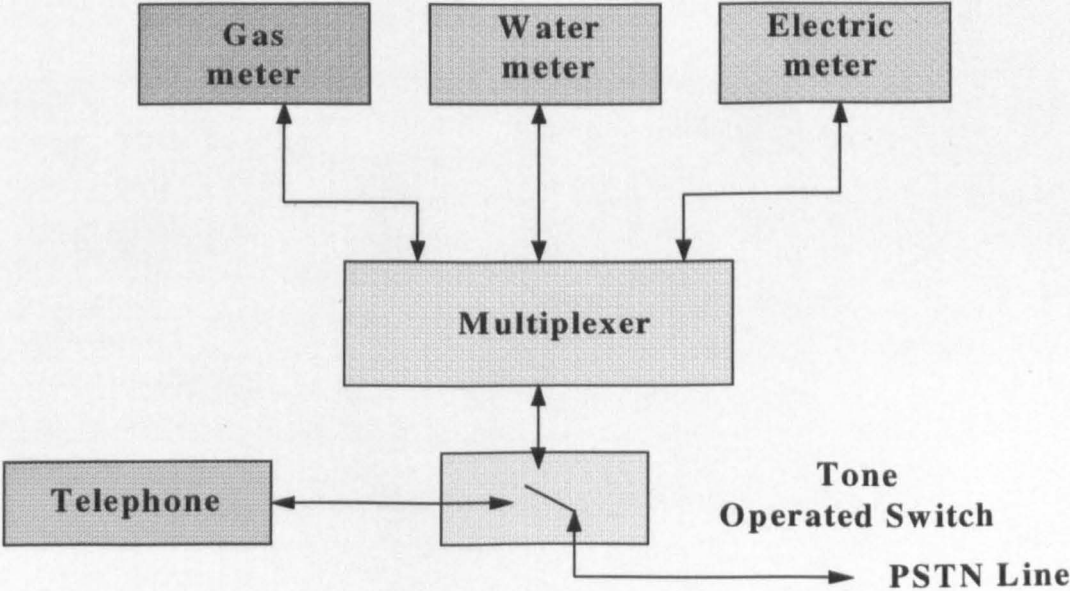 Gas
meter
Water
meter
Electric
meter
Multiplexer
Telephone
Tone
Operated Switch
PSTN Line